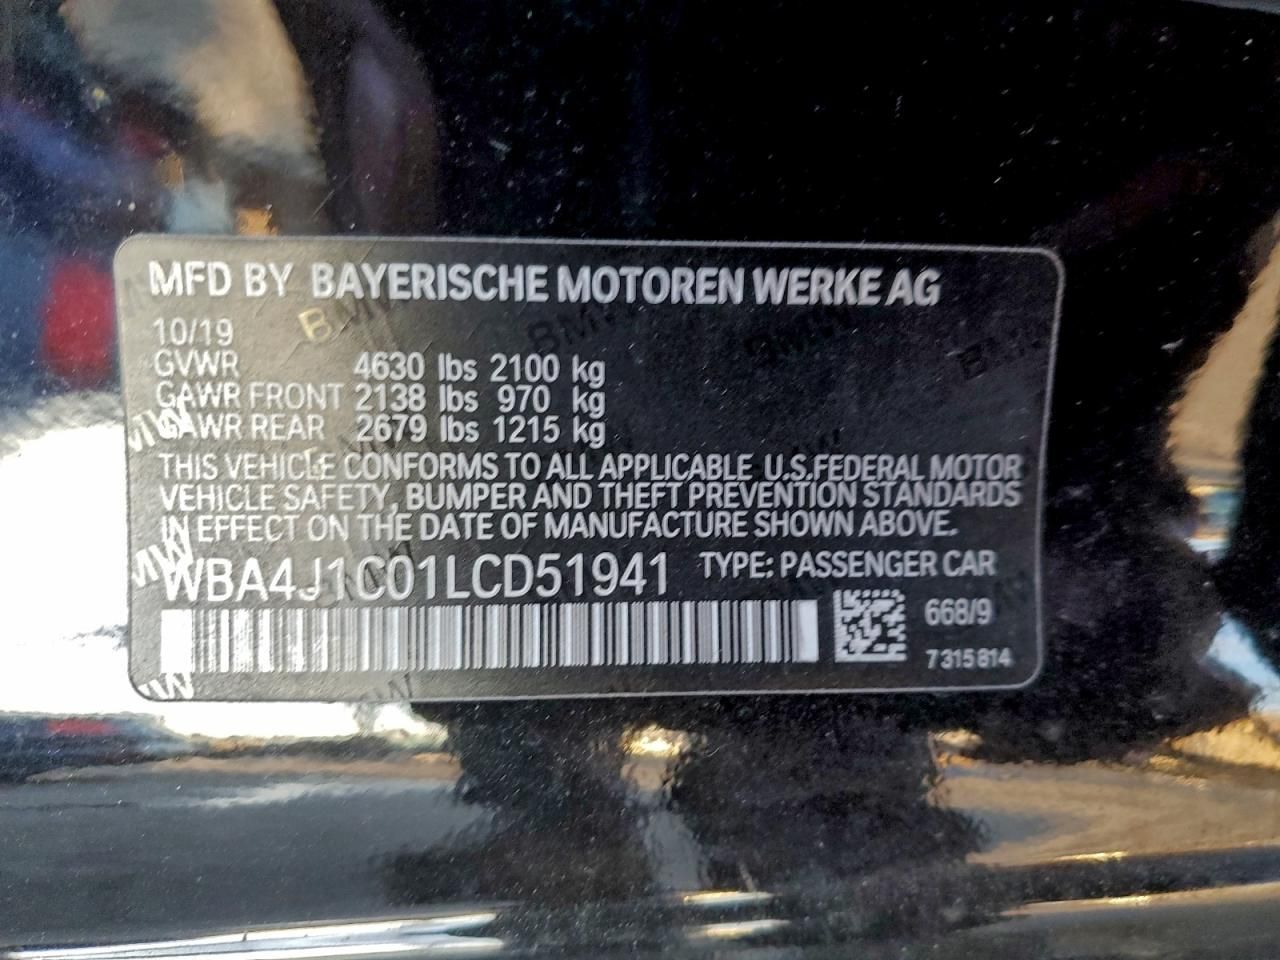 MFD BY BAYERISCHE MOTOREN WERKE AG
10/19
GVWR 4630 lbs 2100 kg
GAWR FRONT 2138 lbs 970 kg
GAWR REAR 2679 lbs 1215 kg
THIS VEHICLE CONFORMS TO ALL APPLICABLE U.S.FEDERAL MOTOR
VEHICLE SAFETY, BUMPER AND THEFT PREVENTION STANDARDS
IN EFFECT ON THE DATE OF MANUFACTURE SHOWN ABOVE.
WBA4J1C01LCD51941 TYPE: PASSENGER CAR
668/9
7315814